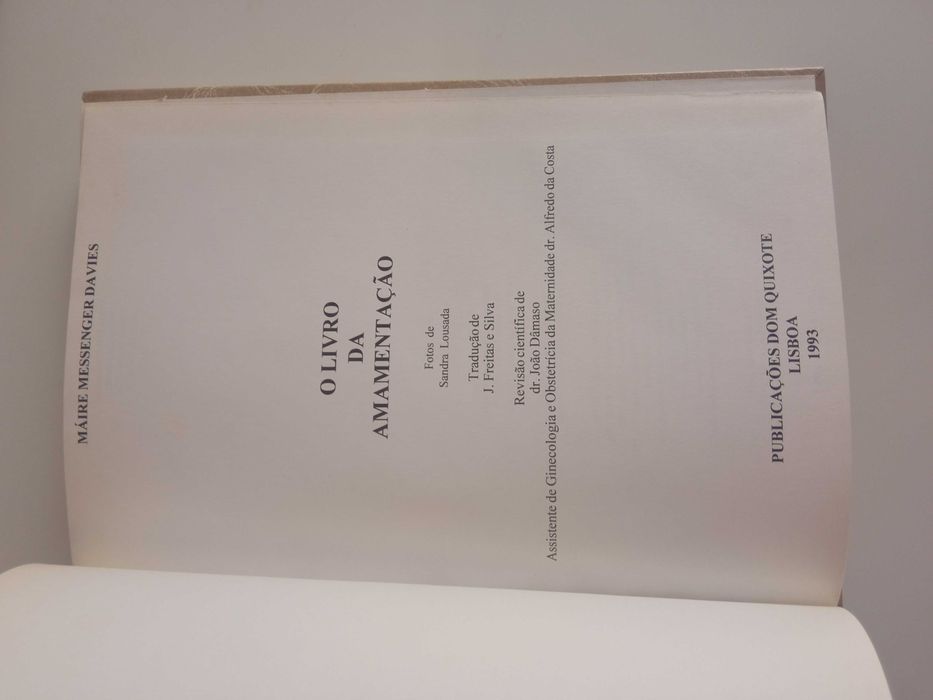 MÁIRE MESSENGER DAVIES
O LIVRO
DA
AMAMENTAÇÃO
Fotos de
Sandra Lousada
Tradução de
J. Freitas e Silva
Revisão científica de
dr. João Dâmaso
Assistente de Ginecologia e Obstetrícia da Maternidade dr. Alfredo da Costa
PUBLICAÇÕES DOM QUIXOTE
LISBOA
1993